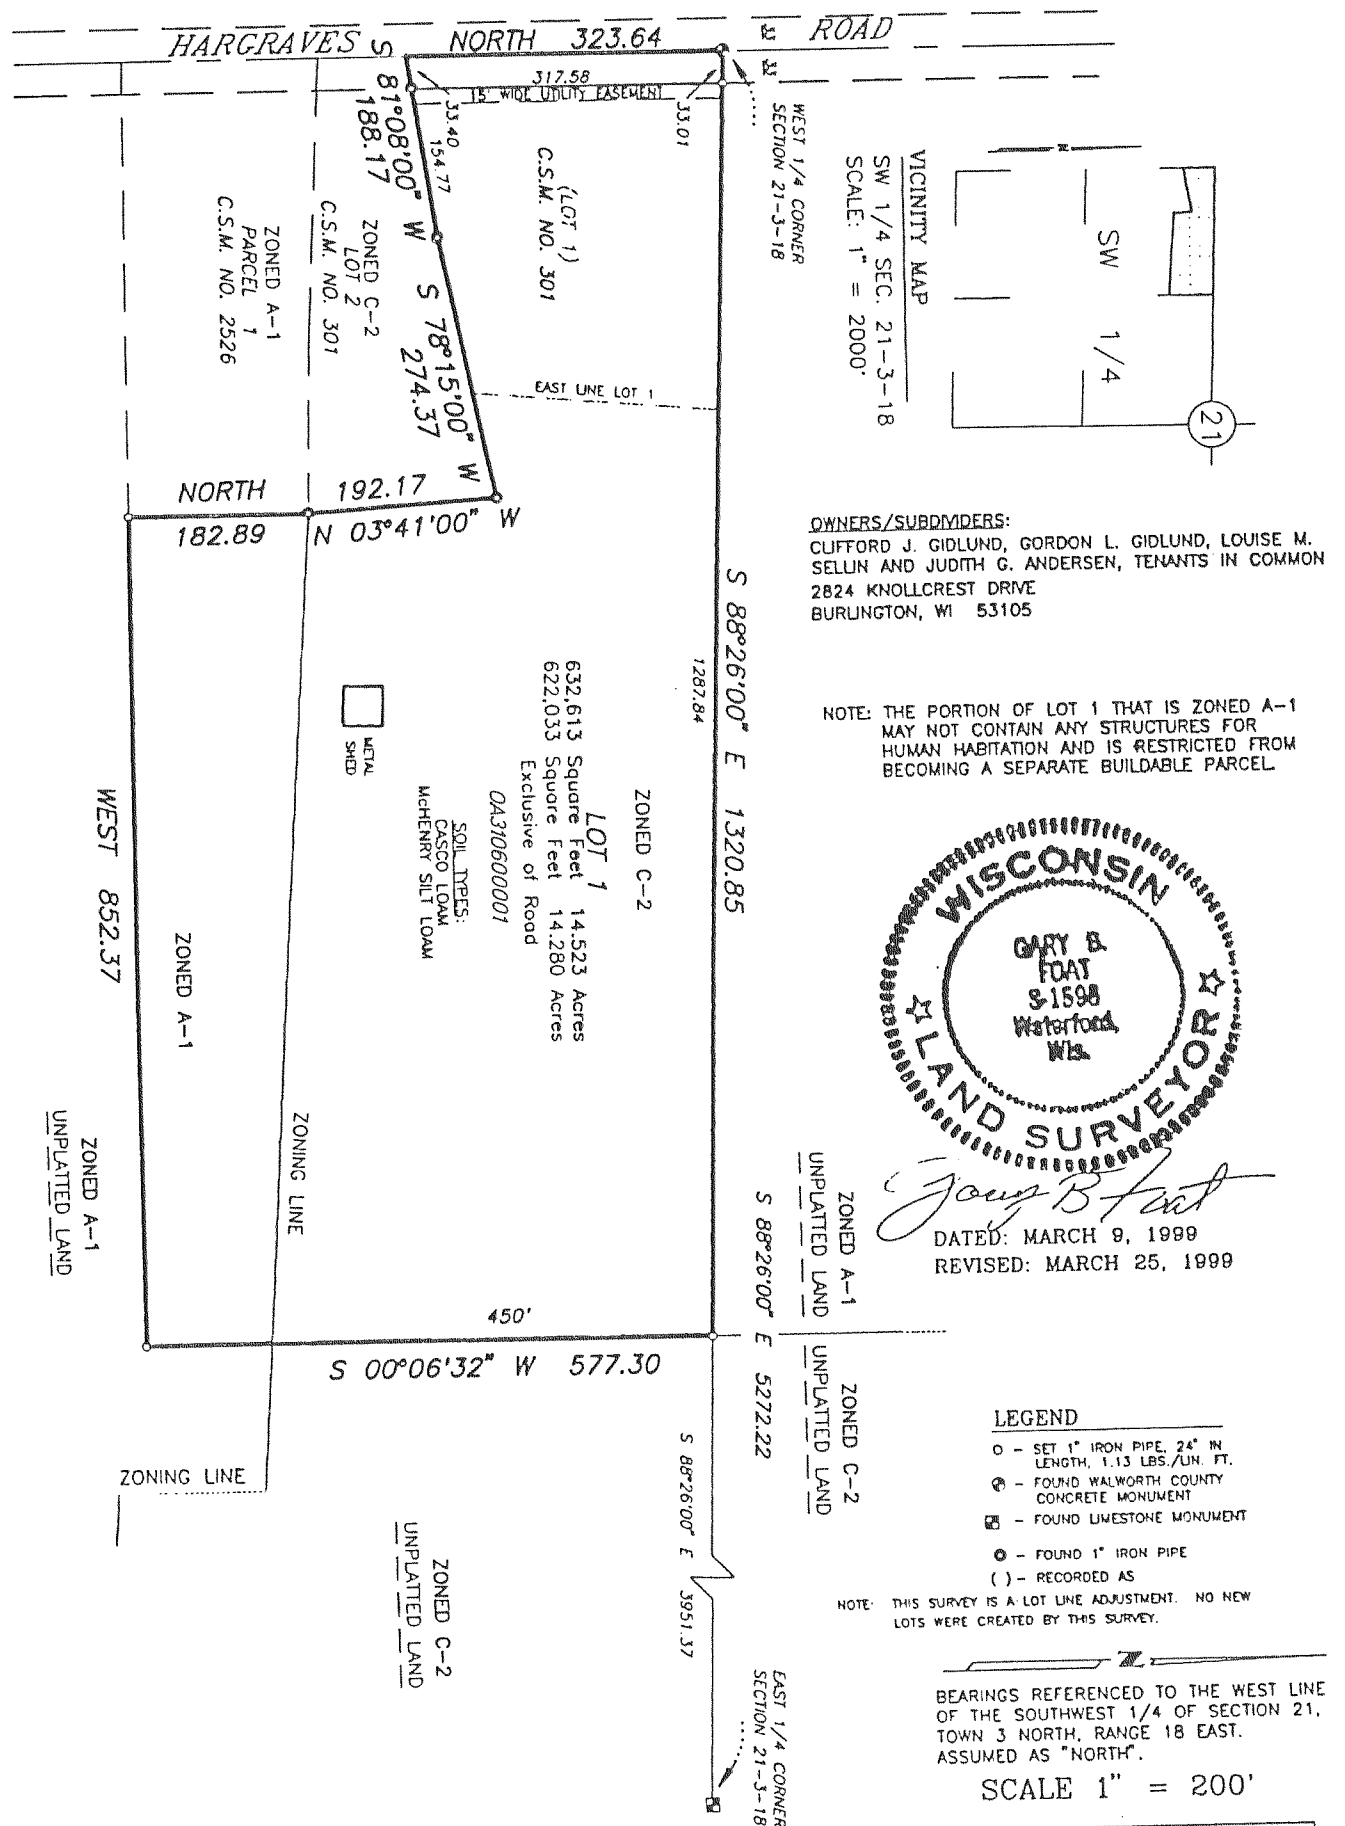 HARGRAVES
ROAD
NORTH 323.64
317.58
15' WIDE UTILITY EASEMENT
33
33
33.40
33.01
154.77
S 81°08'00" W
188.17
S 78°15'00" W
274.37
(LOT 1)
C.S.M. NO. 301
EAST LINE LOT 1
ZONED C-2
LOT 2
C.S.M. NO. 301
ZONED A-1
PARCEL 1
C.S.M. NO. 2526
NORTH
182.89
192.17
N 03°41'00" W
WEST 1/4 CORNER
SECTION 21-3-18
N
SW 1/4
21
VICINITY MAP
SW 1/4 SEC. 21-3-18
SCALE: 1" = 2000'
OWNERS/SUBDIVIDERS:
CLIFFORD J. GIDLUND, GORDON L. GIDLUND, LOUISE M.
SELLIN AND JUDITH G. ANDERSEN, TENANTS IN COMMON
2824 KNOLLCREST DRIVE
BURLINGTON, WI 53105
NOTE: THE PORTION OF LOT 1 THAT IS ZONED A-1
MAY NOT CONTAIN ANY STRUCTURES FOR
HUMAN HABITATION AND IS RESTRICTED FROM
BECOMING A SEPARATE BUILDABLE PARCEL.
S 88°26'00" E 1320.85
1287.84
ZONED C-2
LOT 1
632,613 Square Feet 14.523 Acres
622,033 Square Feet 14.280 Acres
Exclusive of Road
OA310600001
SOIL TYPES:
CASCO LOAM
McHENRY SILT LOAM
METAL
SHED
WEST 852.37
ZONED A-1
ZONING LINE
ZONED A-1
UNPLATTED LAND
450'
S 00°06'32" W 577.30
ZONING LINE
ZONED C-2
UNPLATTED LAND
WISCONSIN
LAND SURVEYOR
GARY B.
FOAT
S-1598
Waterford,
Wis.
Gary B Foat
DATED: MARCH 9, 1999
REVISED: MARCH 25, 1999
ZONED A-1
UNPLATTED LAND
ZONED C-2
UNPLATTED LAND
S 88°26'00" E 5272.22
S 88°26'00" E 3951.37
EAST 1/4 CORNER
SECTION 21-3-18
LEGEND
O - SET 1" IRON PIPE, 24" IN
LENGTH, 1.13 LBS./LIN. FT.
- FOUND WALWORTH COUNTY
CONCRETE MONUMENT
- FOUND LIMESTONE MONUMENT
- FOUND 1" IRON PIPE
( ) - RECORDED AS
NOTE: THIS SURVEY IS A LOT LINE ADJUSTMENT. NO NEW
LOTS WERE CREATED BY THIS SURVEY.
N
BEARINGS REFERENCED TO THE WEST LINE
OF THE SOUTHWEST 1/4 OF SECTION 21,
TOWN 3 NORTH, RANGE 18 EAST.
ASSUMED AS "NORTH".
SCALE 1" = 200'